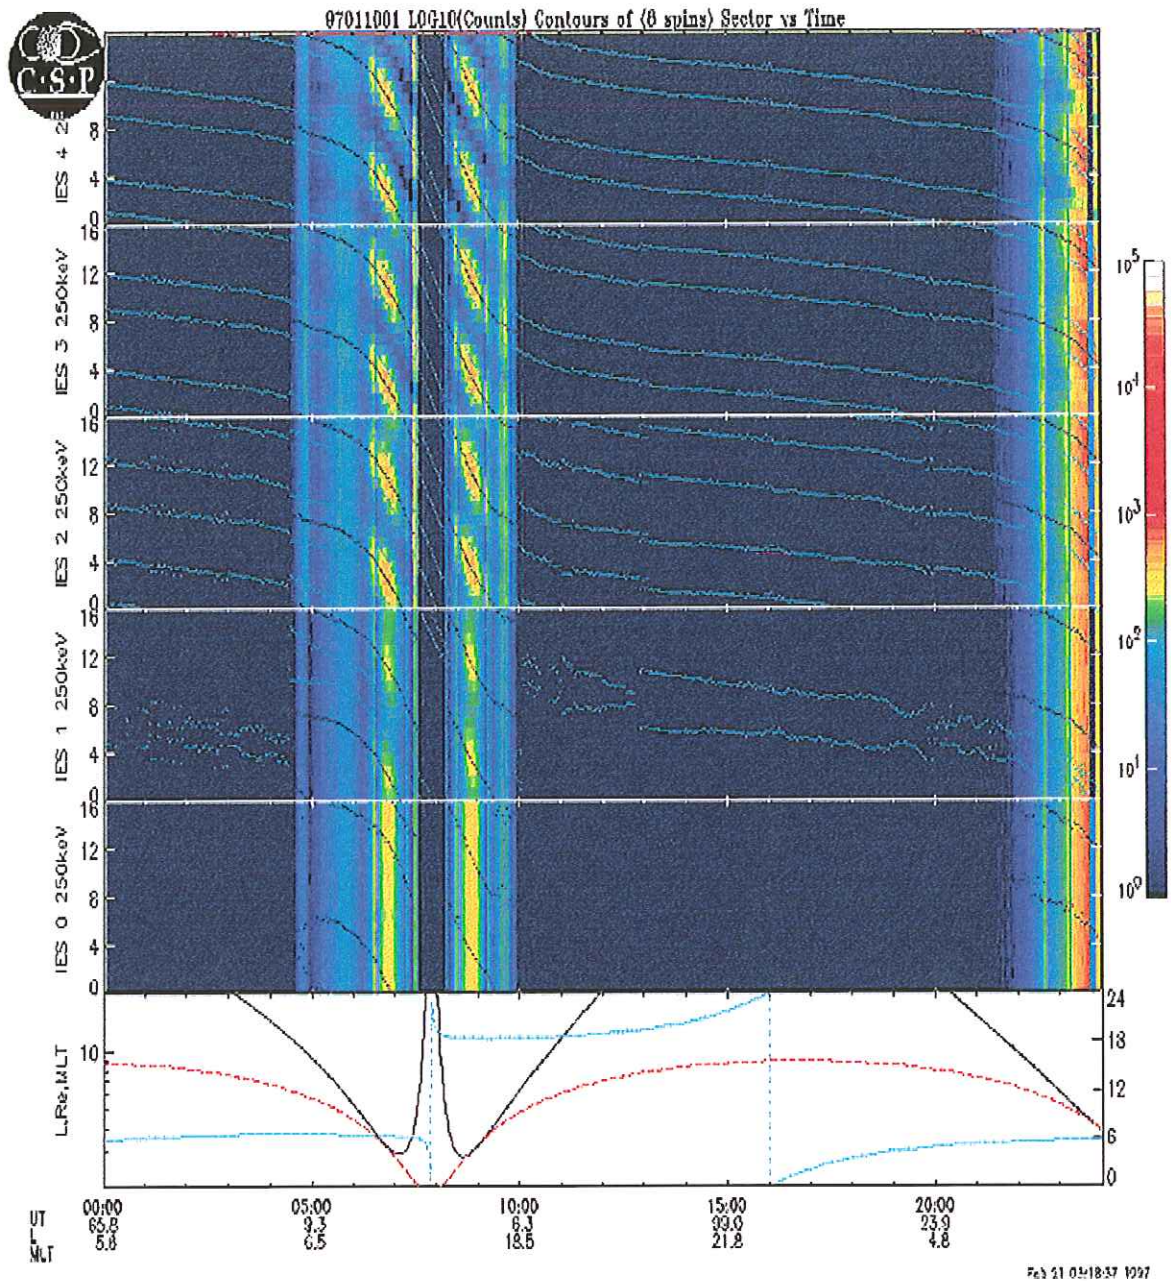 97011001 LOG10(Counts) Contours of (8 spins) Sector vs Time
C·S·P
IES 4 2
8
4
0
IES 3 250keV
16
12
8
4
0
IES 2 250keV
16
12
8
4
0
IES 1 250keV
16
12
8
4
0
IES 0 250keV
16
12
8
4
0
10^5
10^4
10^3
10^2
10^1
10^0
L,Re,MLT
10
24
18
12
6
0
00:00 05:00 10:00 15:00 20:00
UT
L 65.8 9.3 6.3 99.0 23.9
MLT 5.8 6.5 18.5 21.8 4.8
Feb 21 03:18:37 1997